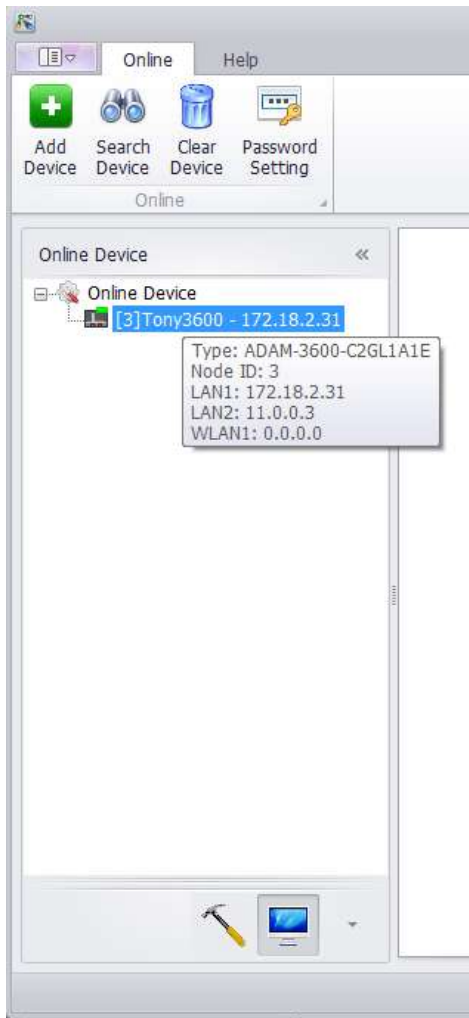 Online Help
Add Device
Search Device
Clear Device
Password Setting
Online
Online Device
Online Device
[3]Tony3600 - 172.18.2.31
Type: ADAM-3600-C2GL1A1E
Node ID: 3
LAN1: 172.18.2.31
LAN2: 11.0.0.3
WLAN1: 0.0.0.0